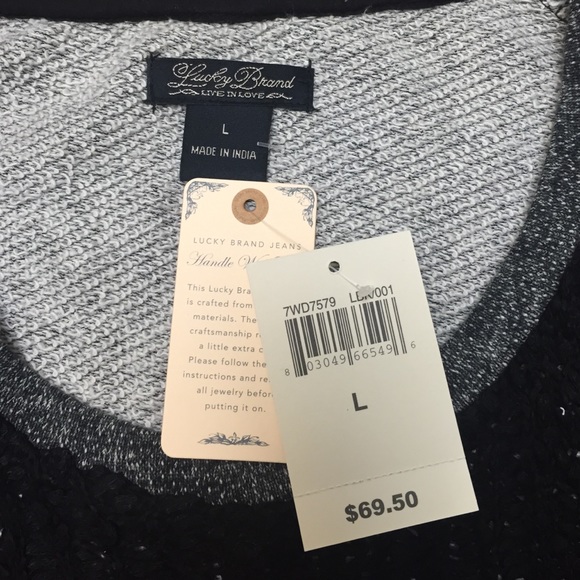 Lucky Brand
LIVE IN LOVE
L
MADE IN INDIA
LUCKY BRAND JEANS
Handle
This Lucky
is crafted from
materials. The
craftsmanship
a little extra
Please follow the
instructions and
all jewelry before
putting it on.
7WD7579
8 03049 66549 6
L
$69.50